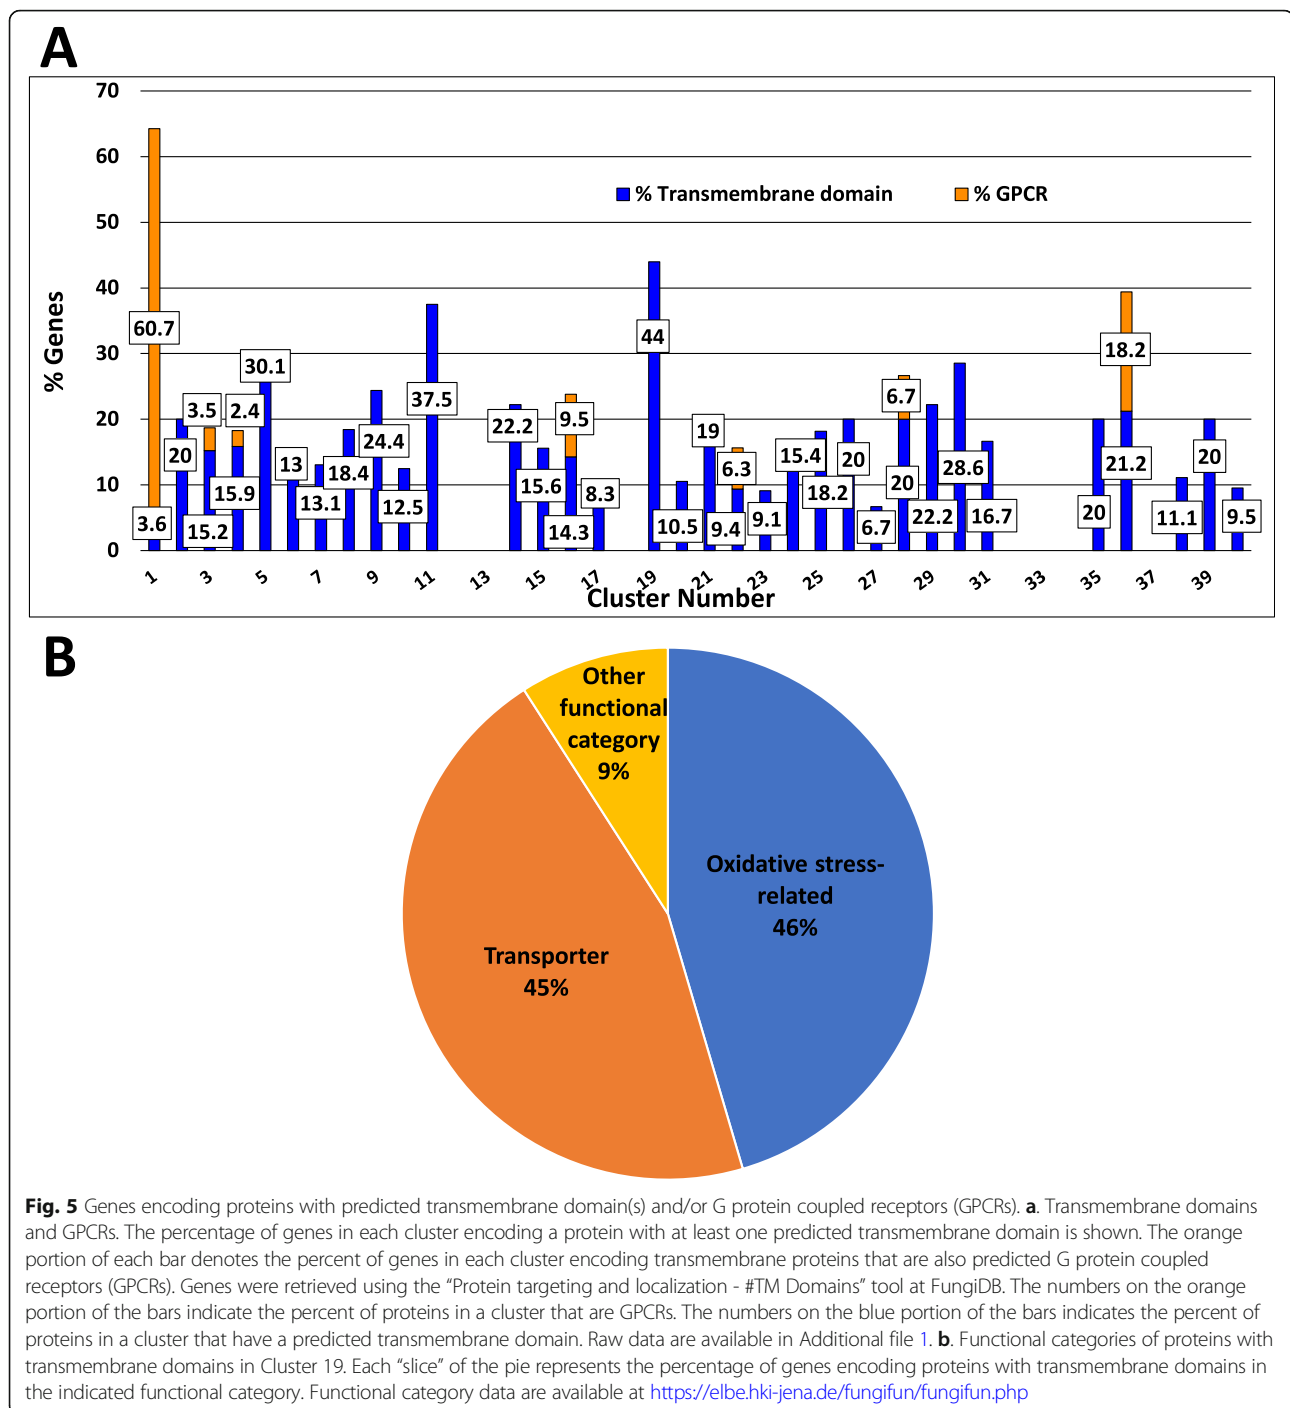 A
70
60
50
40
30
20
10
0
% Genes
% Transmembrane domain
% GPCR
60.7
3.6
20
3.5
15.2
2.4
15.9
30.1
13
13.1
18.4
24.4
12.5
37.5
22.2
15.6
9.5
14.3
8.3
44
10.5
19
6.3
9.4
9.1
15.4
18.2
20
6.7
6.7
20
22.2
28.6
16.7
20
18.2
21.2
11.1
20
9.5
1 3 5 7 9 11 13 15 17 19 21 23 25 27 29 31 33 35 37 39
Cluster Number
B
Other
functional
category
9%
Oxidative stress-
related
46%
Transporter
45%
Fig. 5 Genes encoding proteins with predicted transmembrane domain(s) and/or G protein coupled receptors (GPCRs). a. Transmembrane domains
and GPCRs. The percentage of genes in each cluster encoding a protein with at least one predicted transmembrane domain is shown. The orange
portion of each bar denotes the percent of genes in each cluster encoding transmembrane proteins that are also predicted G protein coupled
receptors (GPCRs). Genes were retrieved using the “Protein targeting and localization - #TM Domains” tool at FungiDB. The numbers on the orange
portion of the bars indicate the percent of proteins in a cluster that are GPCRs. The numbers on the blue portion of the bars indicates the percent of
proteins in a cluster that have a predicted transmembrane domain. Raw data are available in Additional file 1. b. Functional categories of proteins with
transmembrane domains in Cluster 19. Each “slice” of the pie represents the percentage of genes encoding proteins with transmembrane domains in
the indicated functional category. Functional category data are available at https://elbe.hki-jena.de/fungifun/fungifun.php